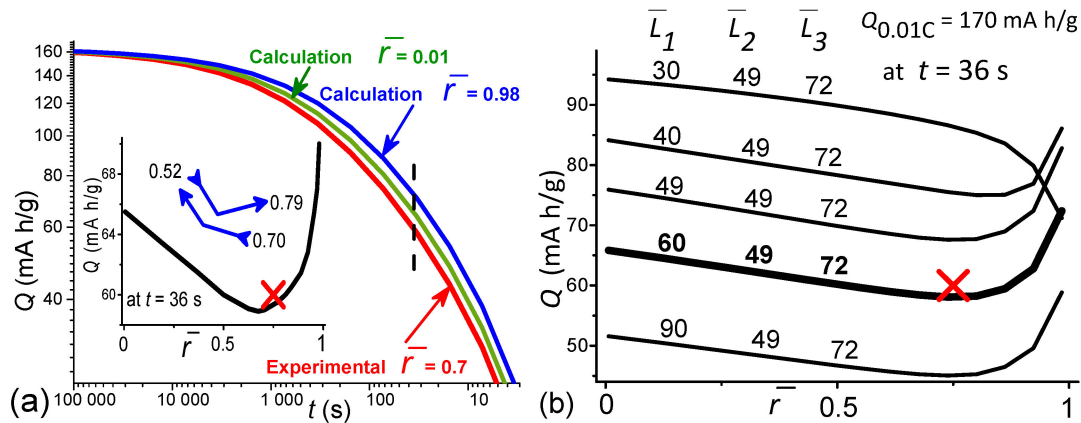 160
140
120
100
80
60
40
Q (mA h/g)
Calculation r̅ = 0.01
Calculation r̅ = 0.98
68
64
60
Q (mA h/g)
0.52
0.79
0.70
at t = 36 s
0 0.5 1
r̅
Experimental r̅ = 0.7
(a)
100 000 10 000 1 000 100 10
t (s)
L̅1 L̅2 L̅3
Q0.01C = 170 mA h/g
at t = 36 s
30 49 72
40 49 72
49 49 72
60 49 72
90 49 72
90
80
70
60
50
Q (mA h/g)
(b)
0 r̅ 0.5 1